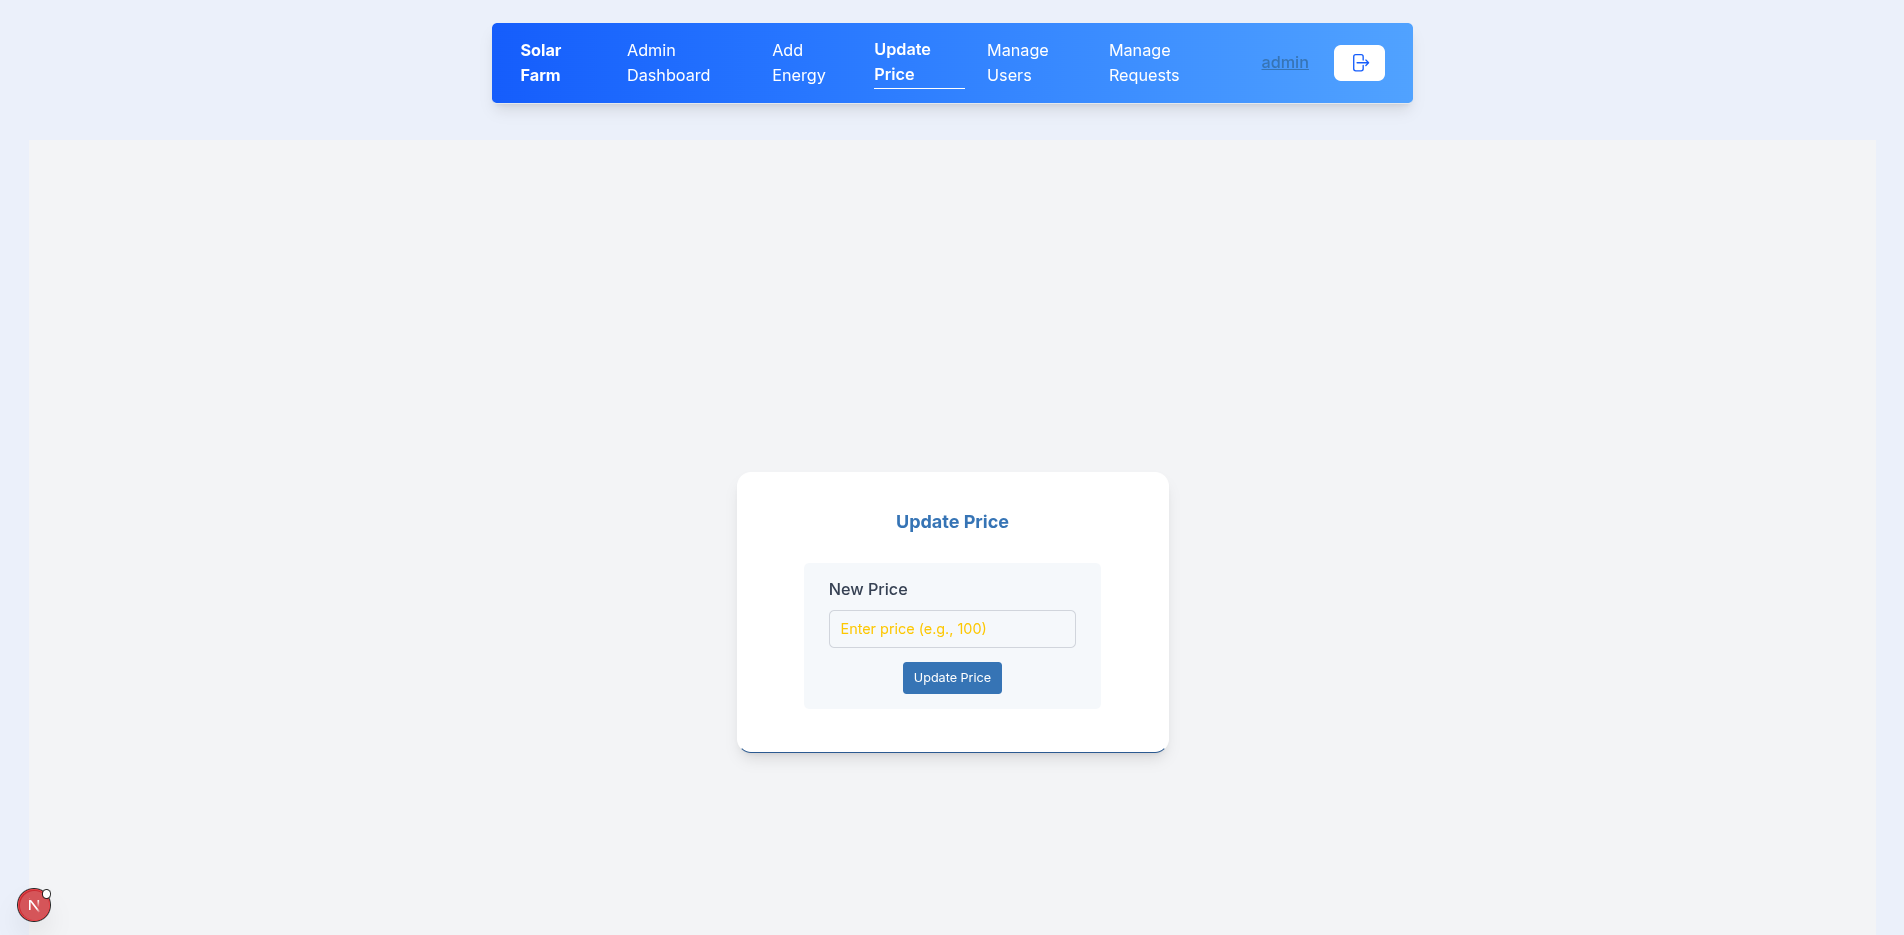 Solar
Farm
Admin
Dashboard
Add
Energy
Update
Price
Manage
Users
Manage
Requests
admin
Update Price
New Price
Enter price (e.g., 100)
Update Price
N